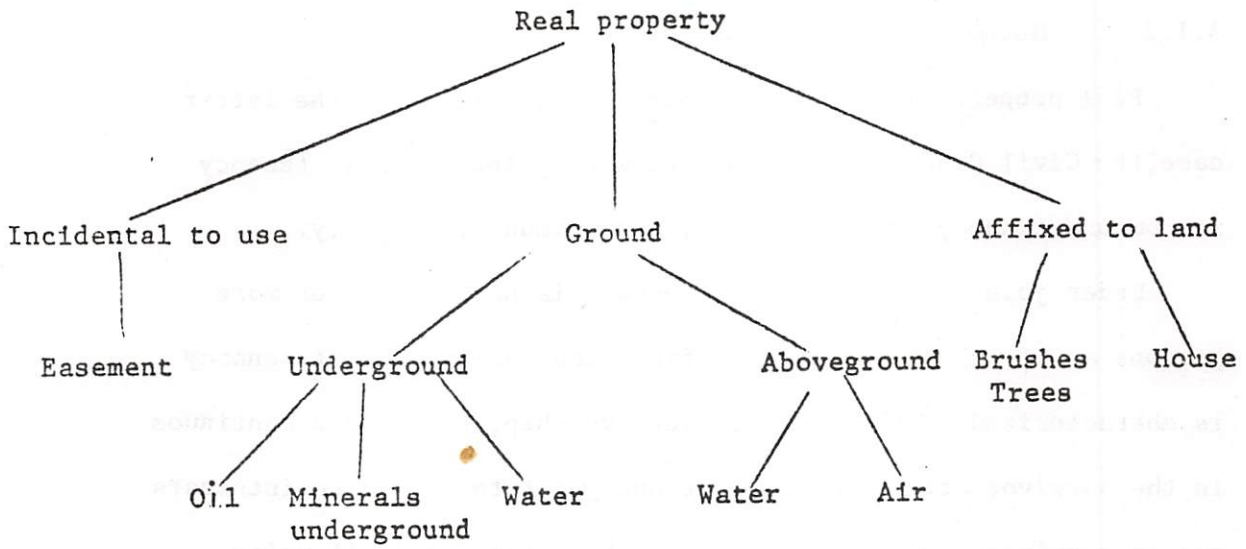 Real property
Incidental to use Ground Affixed to land
Easement Underground Aboveground Brushes House
Trees
Oil Minerals Water Water Air
underground